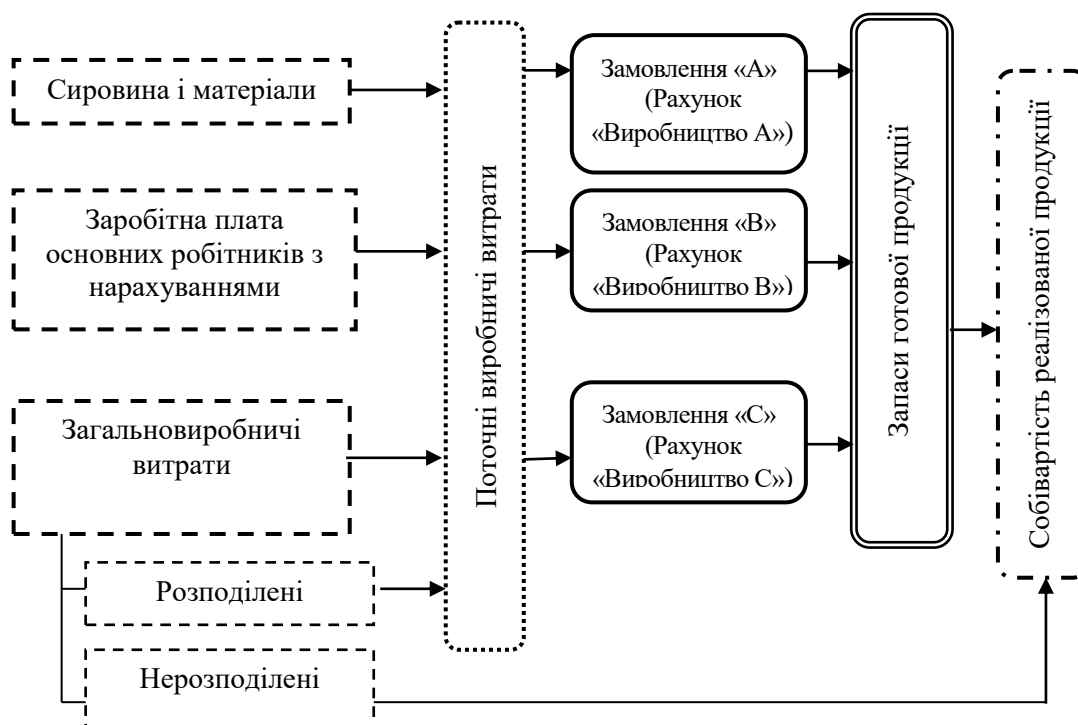 Сировина і матеріали
Заробітна плата
основних робітників з
нарахуваннями
Загальновиробничі
витрати
Розподілені
Нерозподілені
Поточні виробничі витрати
Замовлення «А»
(Рахунок
«Виробництво А»)
Замовлення «В»
(Рахунок
«Виробництво В»)
Замовлення «С»
(Рахунок
«Виробництво С»)
Запаси готової продукції
Собівартість реалізованої продукції